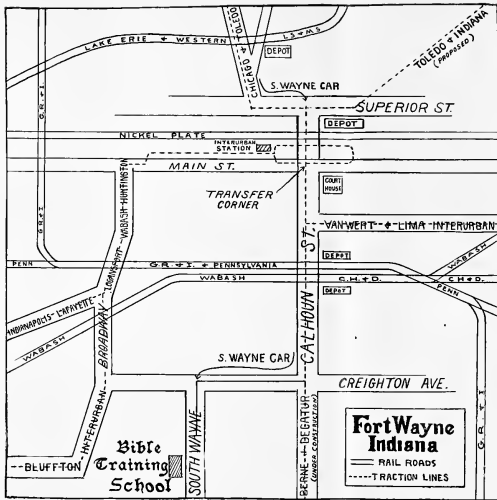 LAKE ERIE & WESTERN
L S & M S
DEPOT
CHICAGO & TOLEDO
TOLEDO & INDIANA
(PROPOSED)
S. WAYNE CAR
SUPERIOR ST.
G. R. & I.
DEPOT
NICKEL PLATE
INTERURBAN
STATION
MAIN ST.
COURT
HOUSE
TRANSFER
CORNER
WABASH-HUNTINGTON
G. R. & I.
VAN WERT & LIMA INTERURBAN
ST.
DEPOT
PENN
G. R. & I. & PENNSYLVANIA
WABASH
WABASH
C. H. & D.
C H & D.
PENN
DEPOT
LOGANSPORT
INDIANAPOLIS-LAFAYETTE
WABASH
BROADWAY
CALHOUN
S. WAYNE CAR
CREIGHTON AVE.
INTERURBAN
BLUFFTON
Bible
Training
School
SOUTH WAYNE
BERNE & DECATUR
(UNDER CONSTRUCTION)
Fort Wayne
Indiana
RAIL ROADS
TRACTION LINES
G. R. & I.